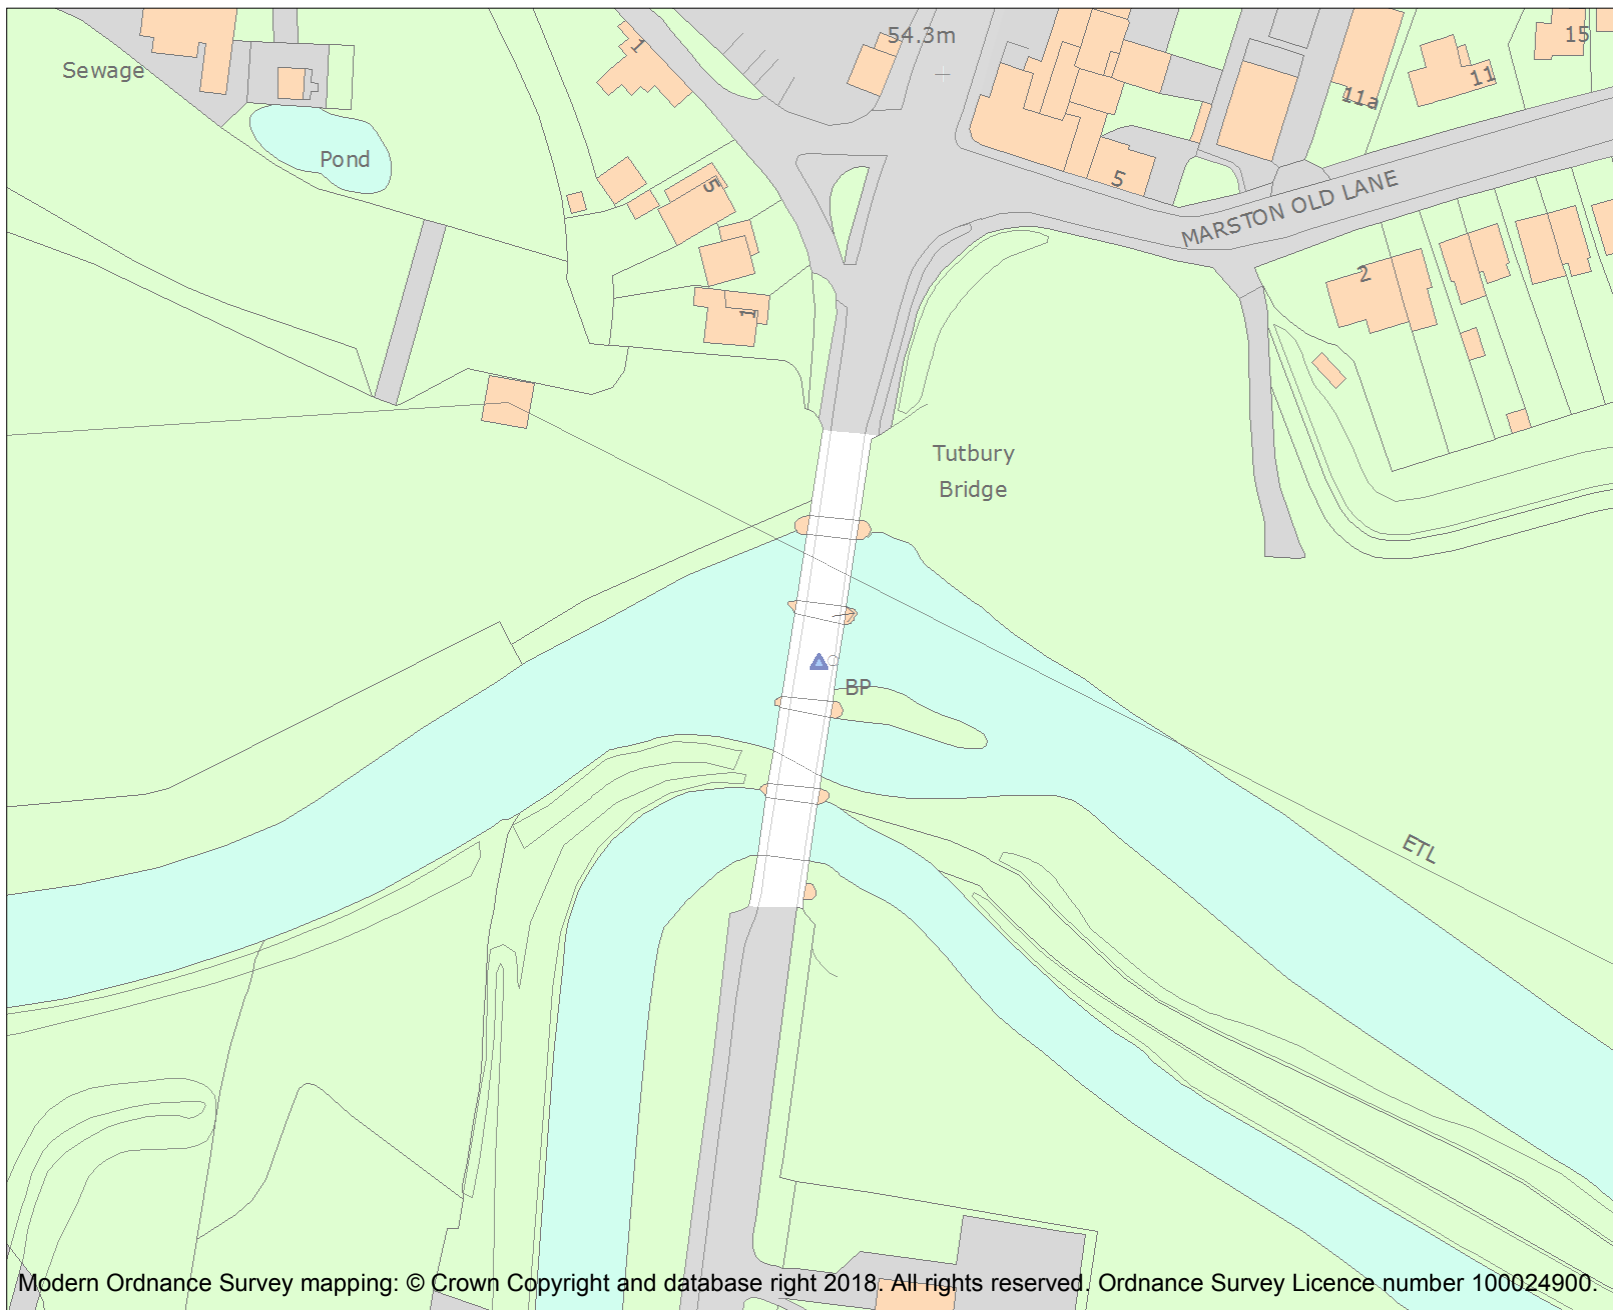 54.3m
1
15
Sewage
11
11a
Pond
5
5
MARSTON OLD LANE
2
1
Tutbury
Bridge
BP
ETL
Modern Ordnance Survey mapping: © Crown Copyright and database right 2018. All rights reserved. Ordnance Survey Licence number 100024900.